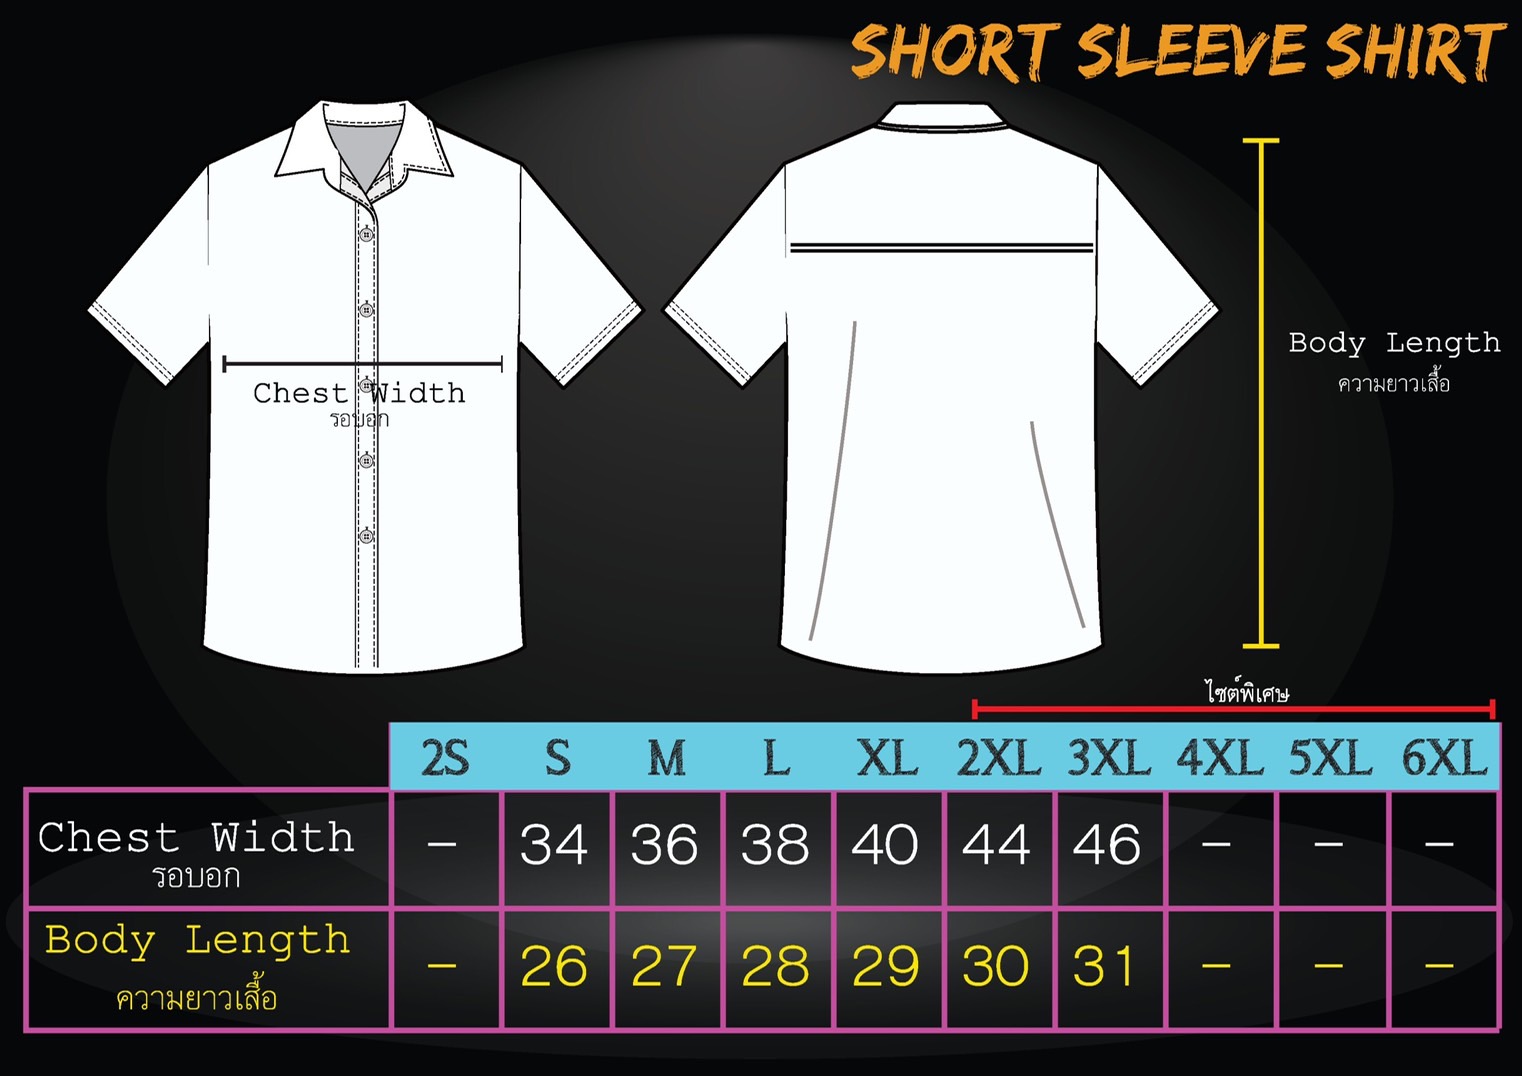 SHORT SLEEVE SHIRT
Chest Width
รอบอก
Body Length
ความยาวเสื้อ
ไซต์พิเศษ
2S S M L XL 2XL 3XL 4XL 5XL 6XL
Chest Width – 34 36 38 40 44 46 – – –
รอบอก
Body Length – 26 27 28 29 30 31 – – –
ความยาวเสื้อ